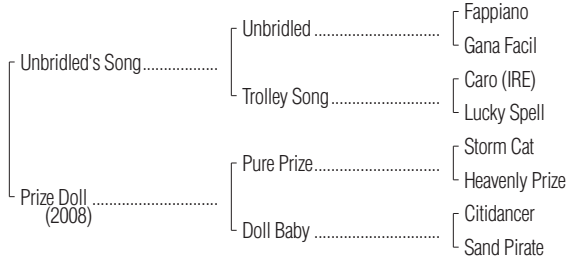 Fappiano
Unbridled ..............................
Gana Facil
Unbridled's Song..................
Caro (IRE)
Trolley Song..........................
Lucky Spell
Storm Cat
Pure Prize..............................
Heavenly Prize
Prize Doll ..............................
(2008)
Citidancer
Doll Baby ..............................
Sand Pirate